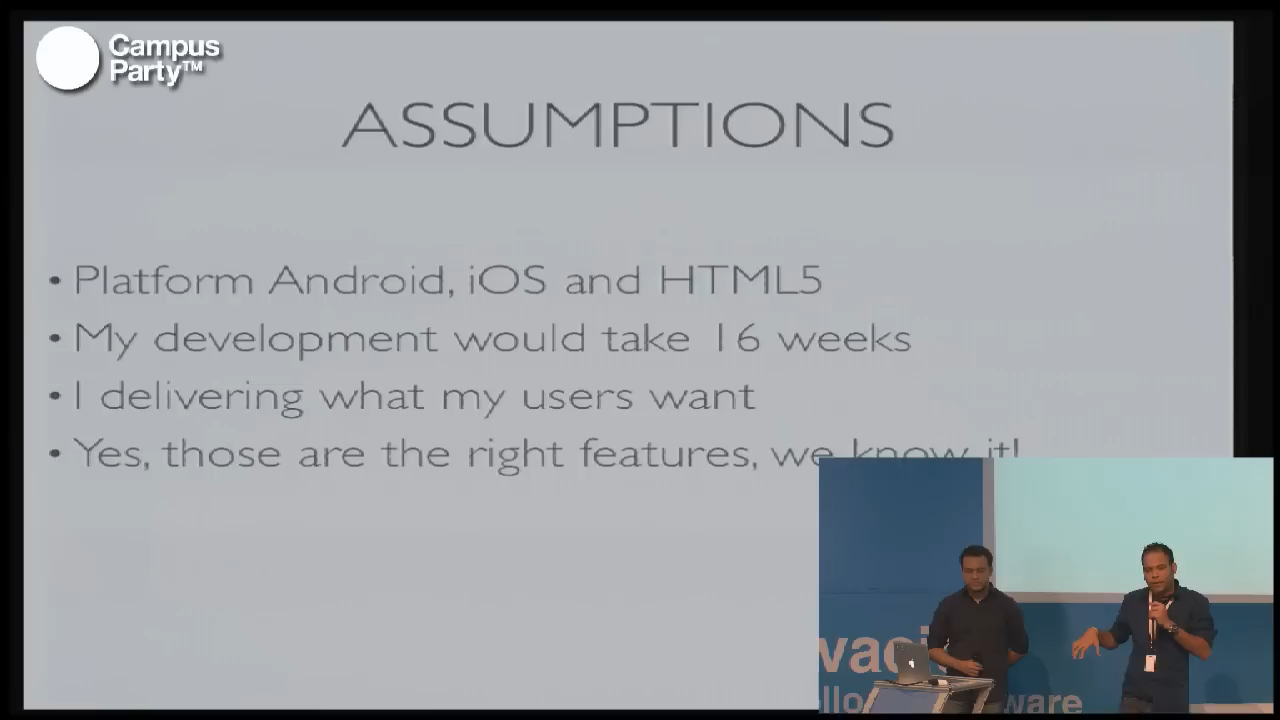 Campus
Party™
ASSUMPTIONS
• Platform Android, iOS and HTML5
• My development would take 16 weeks
• I delivering what my users want
• Yes, those are the right features, we know it!